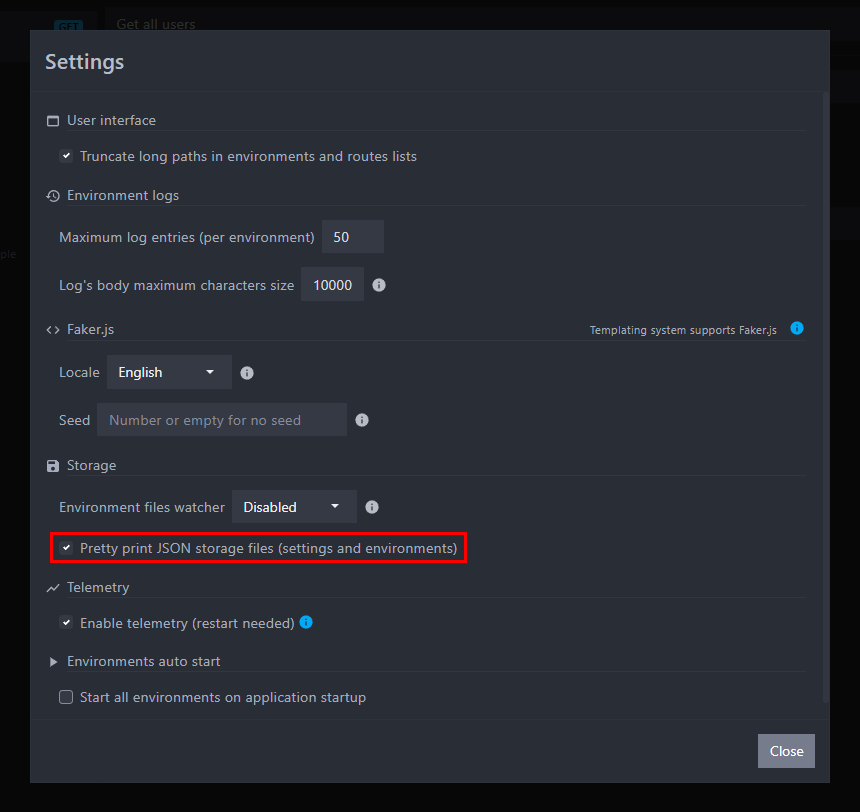 GET Get all users
Settings
User interface
Truncate long paths in environments and routes lists
Environment logs
Maximum log entries (per environment) 50
Log's body maximum characters size 10000
Faker.js Templating system supports Faker.js
ple
Locale English
Seed Number or empty for no seed
Storage
Environment files watcher Disabled
Pretty print JSON storage files (settings and environments)
Telemetry
Enable telemetry (restart needed)
Environments auto start
Start all environments on application startup
Close